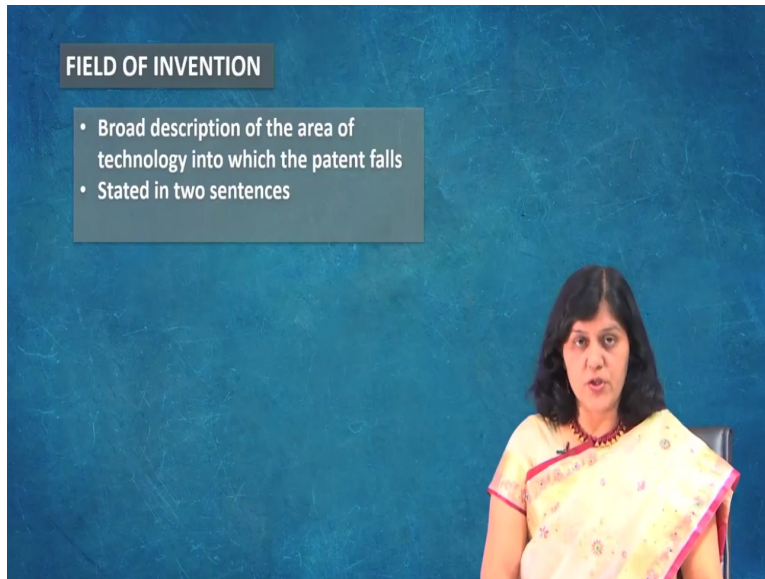 FIELD OF INVENTION
• Broad description of the area of
technology into which the patent falls
• Stated in two sentences